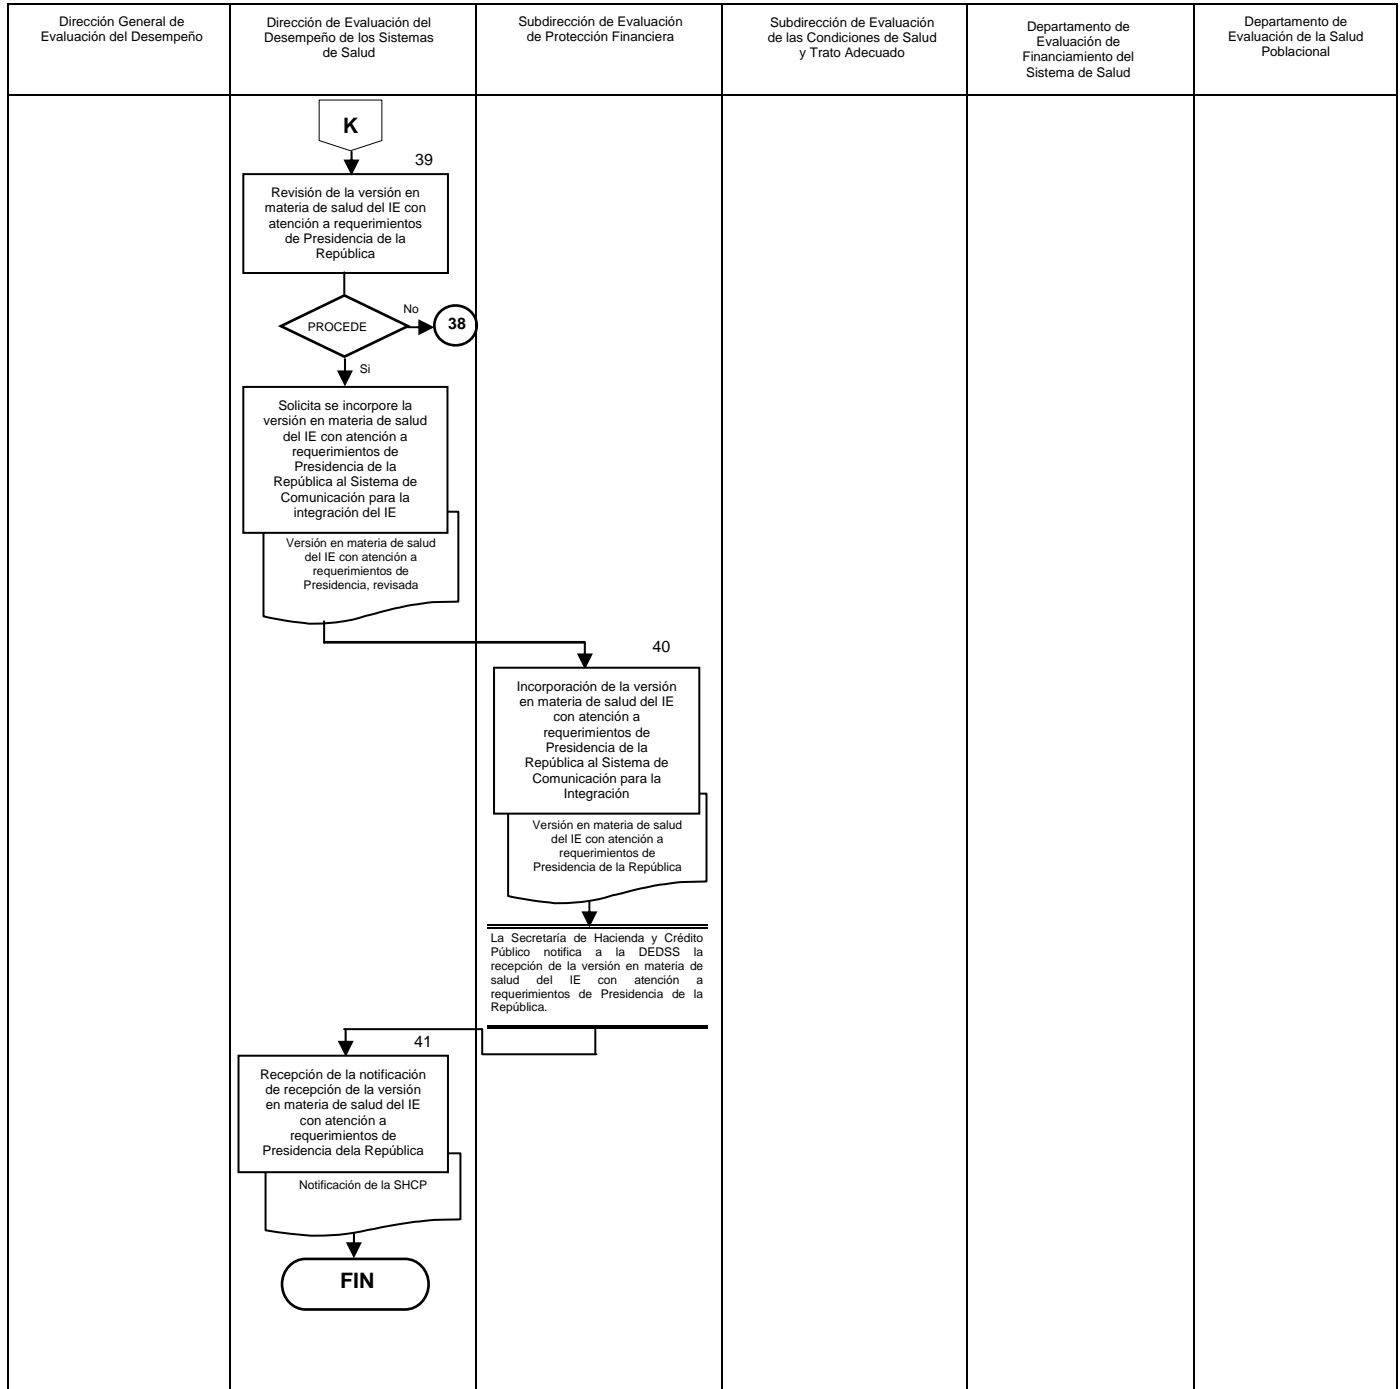 Dirección General de
Evaluación del Desempeño
Dirección de Evaluación del
Desempeño de los Sistemas
de Salud
Subdirección de Evaluación
de Protección Financiera
Subdirección de Evaluación
de las Condiciones de Salud
y Trato Adecuado
Departamento de
Evaluación de
Financiamiento del
Sistema de Salud
Departamento de
Evaluación de la Salud
Poblacional
K
39
Revisión de la versión en
materia de salud del IE con
atención a requerimientos
de Presidencia de la
República
PROCEDE
No
38
Si
Solicita se incorpore la
versión en materia de salud
del IE con atención a
requerimientos de
Presidencia de la
República al Sistema de
Comunicación para la
integración del IE
Versión en materia de salud
del IE con atención a
requerimientos de
Presidencia, revisada
40
Incorporación de la versión
en materia de salud del IE
con atención a
requerimientos de
Presidencia de la
República al Sistema de
Comunicación para la
Integración
Versión en materia de salud
del IE con atención a
requerimientos de
Presidencia de la República
La Secretaría de Hacienda y Crédito
Público notifica a la DEDSS la
recepción de la versión en materia de
salud del IE con atención a
requerimientos de Presidencia de la
República.
41
Recepción de la notificación
de recepción de la versión
en materia de salud del IE
con atención a
requerimientos de
Presidencia dela República
Notificación de la SHCP
FIN